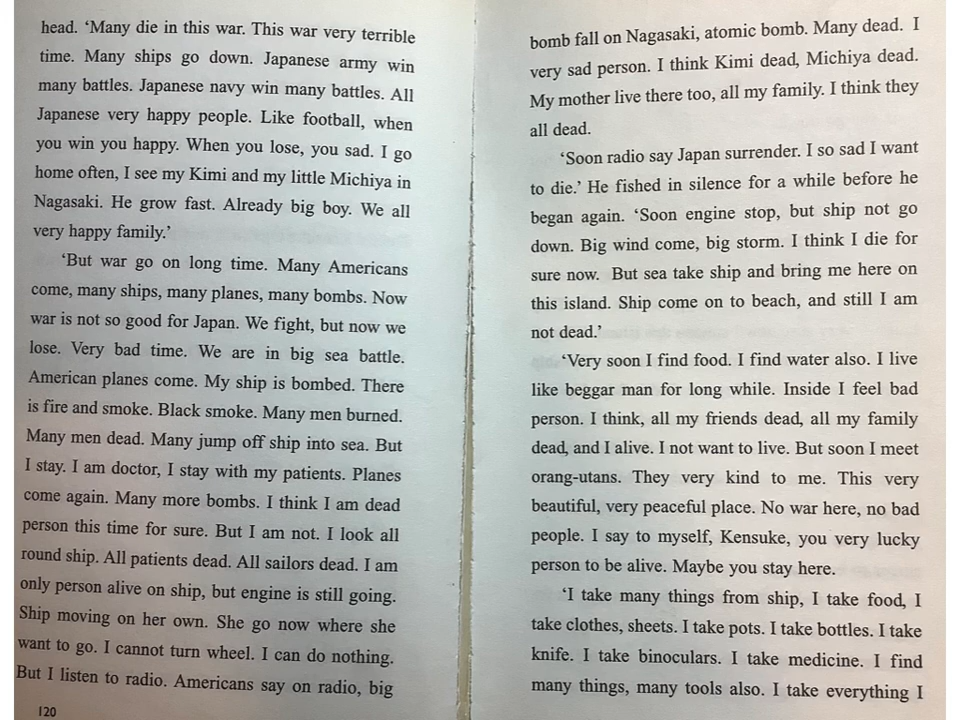 head. ‘Many die in this war. This war very terrible
time. Many ships go down. Japanese army win
many battles. Japanese navy win many battles. All
Japanese very happy people. Like football, when
you win you happy. When you lose, you sad. I go
home often, I see my Kimi and my little Michiya in
Nagasaki. He grow fast. Already big boy. We all
very happy family.’
‘But war go on long time. Many Americans
come, many ships, many planes, many bombs. Now
war is not so good for Japan. We fight, but now we
lose. Very bad time. We are in big sea battle.
American planes come. My ship is bombed. There
is fire and smoke. Black smoke. Many men burned.
Many men dead. Many jump off ship into sea. But
I stay. I am doctor, I stay with my patients. Planes
come again. Many more bombs. I think I am dead
person this time for sure. But I am not. I look all
round ship. All patients dead. All sailors dead. I am
only person alive on ship, but engine is still going.
Ship moving on her own. She go now where she
want to go. I cannot turn wheel. I can do nothing.
But I listen to radio. Americans say on radio, big
120
bomb fall on Nagasaki, atomic bomb. Many dead. I
very sad person. I think Kimi dead, Michiya dead.
My mother live there too, all my family. I think they
all dead.
‘Soon radio say Japan surrender. I so sad I want
to die.’ He fished in silence for a while before he
began again. ‘Soon engine stop, but ship not go
down. Big wind come, big storm. I think I die for
sure now. But sea take ship and bring me here on
this island. Ship come on to beach, and still I am
not dead.’
‘Very soon I find food. I find water also. I live
like beggar man for long while. Inside I feel bad
person. I think, all my friends dead, all my family
dead, and I alive. I not want to live. But soon I meet
orang-utans. They very kind to me. This very
beautiful, very peaceful place. No war here, no bad
people. I say to myself, Kensuke, you very lucky
person to be alive. Maybe you stay here.
‘I take many things from ship, I take food, I
take clothes, sheets. I take pots. I take bottles. I take
knife. I take binoculars. I take medicine. I find
many things, many tools also. I take everything I